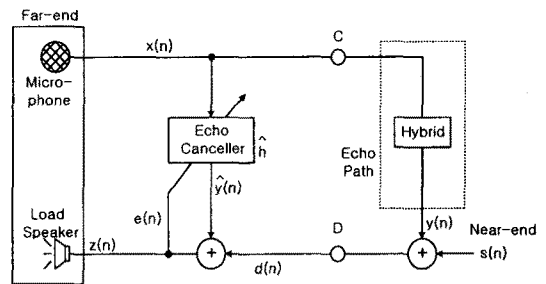 Far-end
x(n)
C
Micro-
phone
Echo
Canceller
ĥ
Hybrid
Echo
Path
ŷ(n)
y(n)
Near-end
s(n)
Load
Speaker
e(n)
z(n)
+
d(n)
D
+